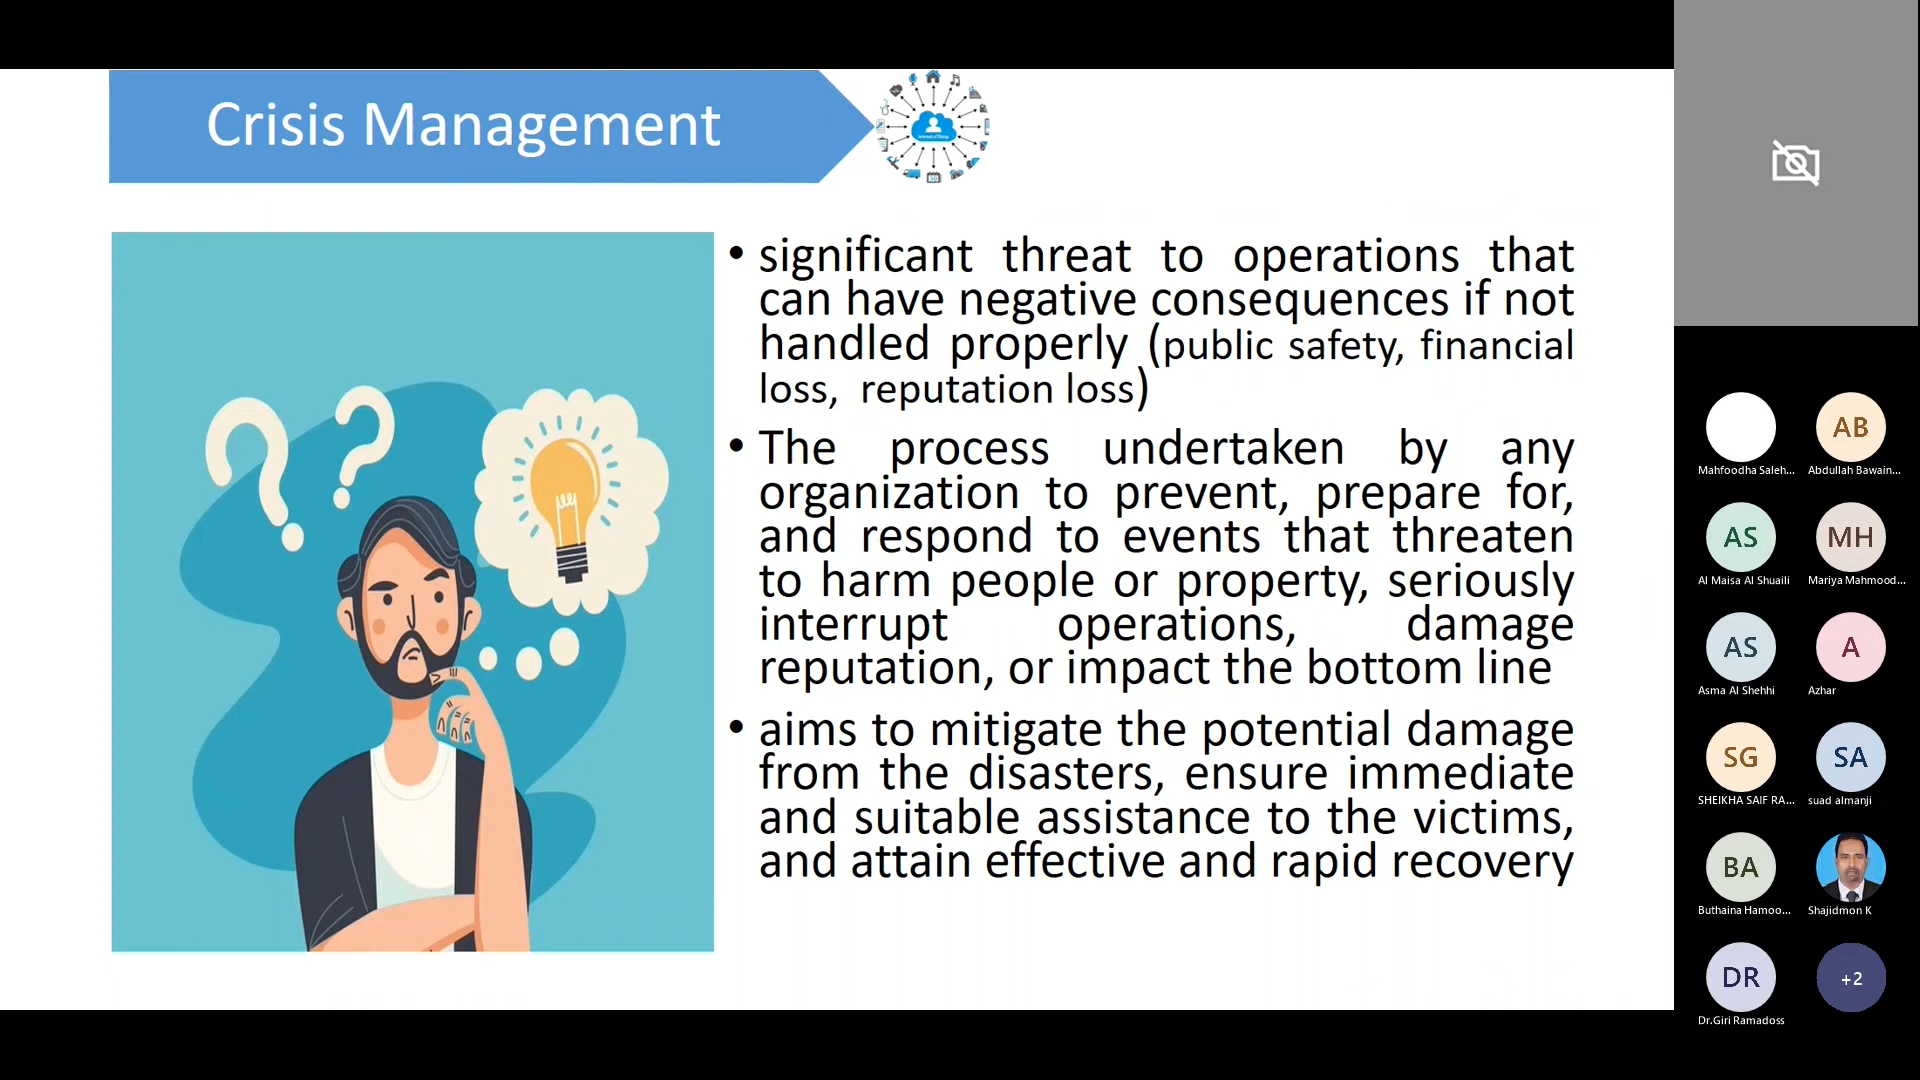 Crisis Management
• significant threat to operations that
can have negative consequences if not
handled properly (public safety, financial
loss, reputation loss)
• The process undertaken by any
organization to prevent, prepare for,
and respond to events that threaten
to harm people or property, seriously
interrupt operations, damage
reputation, or impact the bottom line
• aims to mitigate the potential damage
from the disasters, ensure immediate
and suitable assistance to the victims,
and attain effective and rapid recovery
AB
Mahfoodha Saleh... Abdullah Bawain...
AS MH
Al Maisa Al Shuaili Mariya Mahmood...
AS A
Asma Al Shehhi Azhar
SG SA
SHEIKHA SAIF RA... suad almanji
BA
Buthaina Hamoo... Shajidmon K
DR +2
Dr.Giri Ramadoss